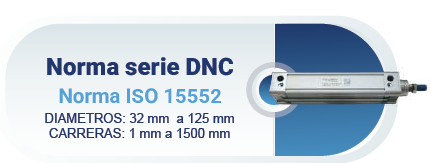 Norma serie DNC
Norma ISO 15552
DIAMETROS: 32 mm a 125 mm
CARRERAS: 1 mm a 1500 mm